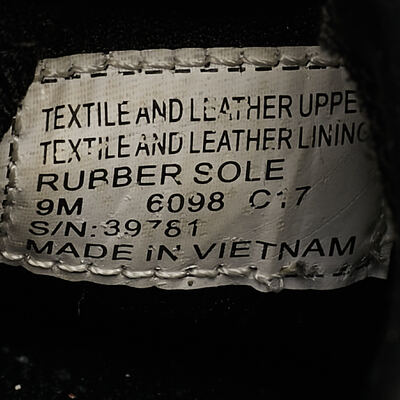 TEXTILE AND LEATHER UPPE
TEXTILE AND LEATHER LINING
RUBBER SOLE
9M 6098 C17
S/N: 39781
MADE IN VIETNAM